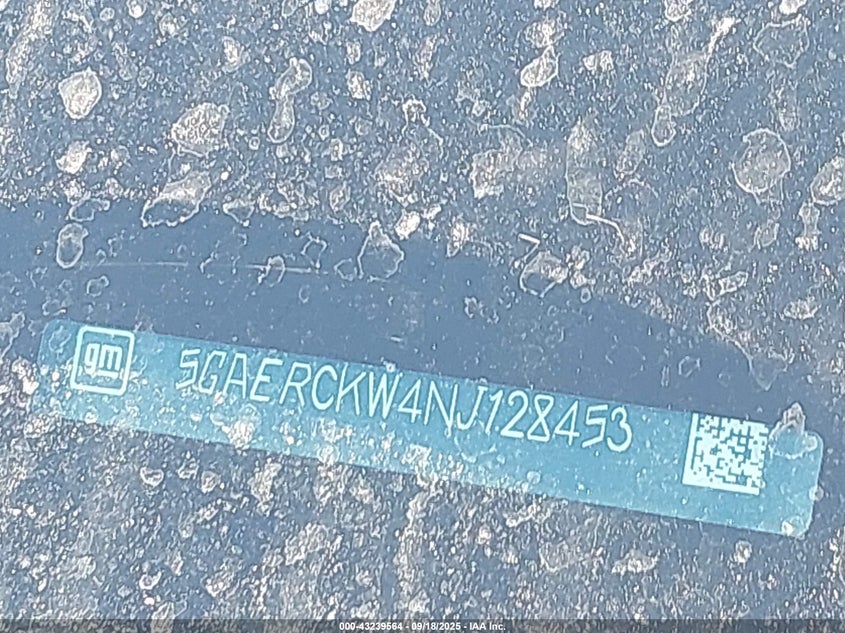 gm 5GAERCKW4NJ128453
000-43239564 - 09/18/2025 - IAA Inc.